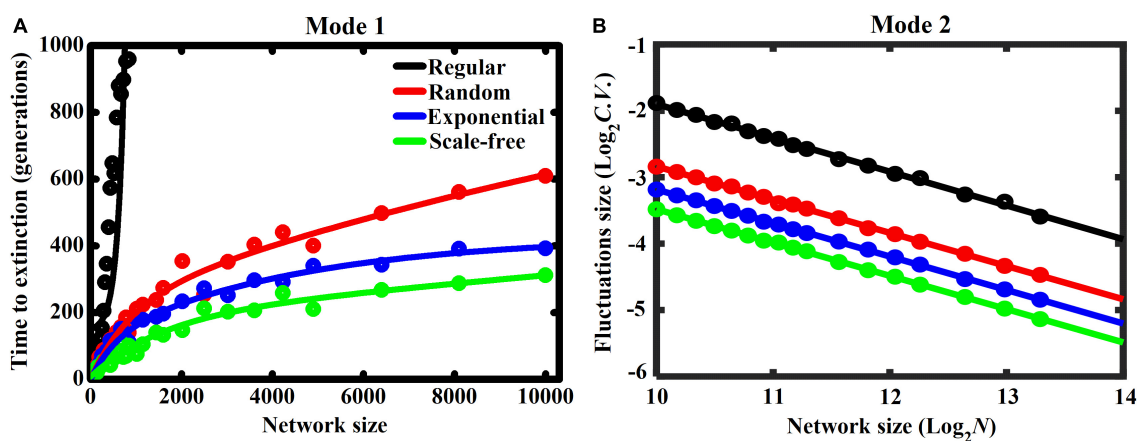 A
Mode 1
Time to extinction (generations)
1000
800
600
400
200
0
Regular
Random
Exponential
Scale-free
0
2000
4000
6000
8000
10000
Network size
B
Mode 2
Fluctuations size (Log2C.V.)
-1
-2
-3
-4
-5
-6
10
11
12
13
14
Network size (Log2N)